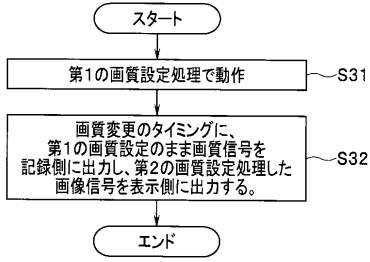 スタート
第1の画質設定処理で動作
S31
画質変更のタイミングに、
第1の画質設定のまま画質信号を
記録側に出力し、第2の画質設定処理した
画像信号を表示側に出力する。
S32
エンド